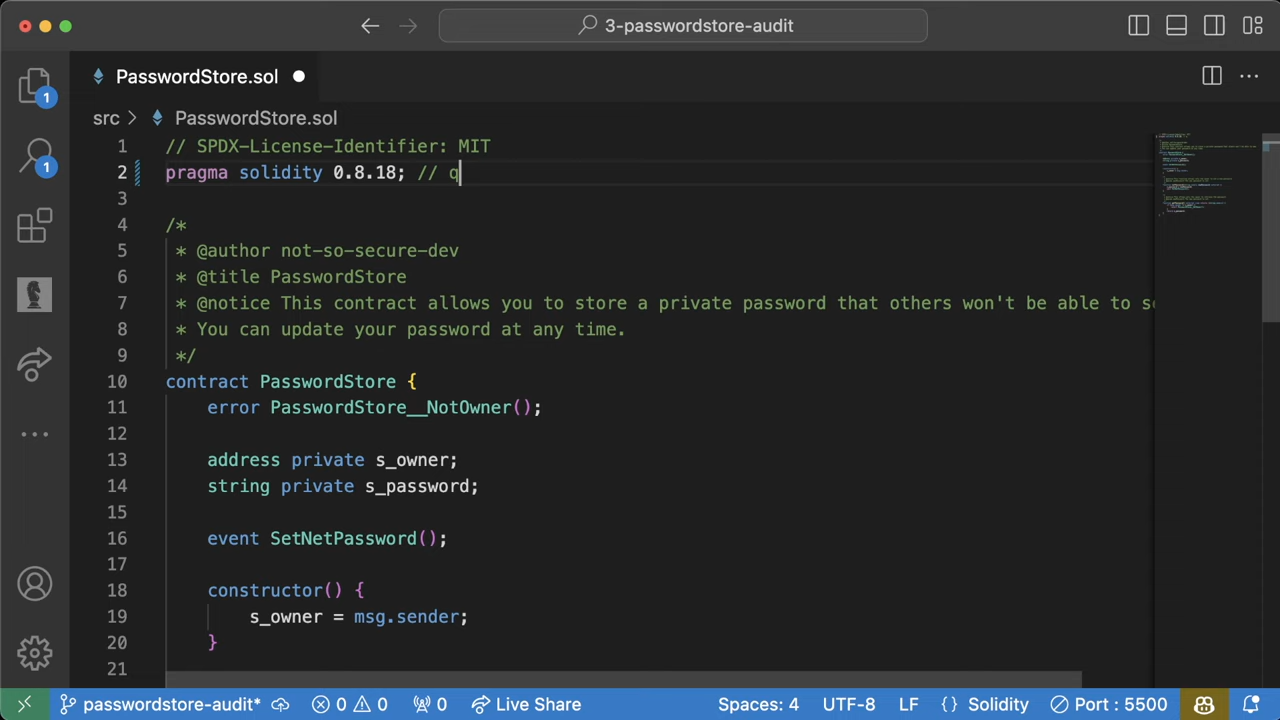 3-passwordstore-audit
PasswordStore.sol
src > PasswordStore.sol
1 // SPDX-License-Identifier: MIT
2 pragma solidity 0.8.18; // q
3
4 /*
5 * @author not-so-secure-dev
6 * @title PasswordStore
7 * @notice This contract allows you to store a private password that others won't be able to s
8 * You can update your password at any time.
9 */
10 contract PasswordStore {
11 error PasswordStore__NotOwner();
12
13 address private s_owner;
14 string private s_password;
15
16 event SetNetPassword();
17
18 constructor() {
19 s_owner = msg.sender;
20 }
21
1
1
passwordstore-audit* 0 0 0 Live Share Spaces: 4 UTF-8 LF {} Solidity Port : 5500